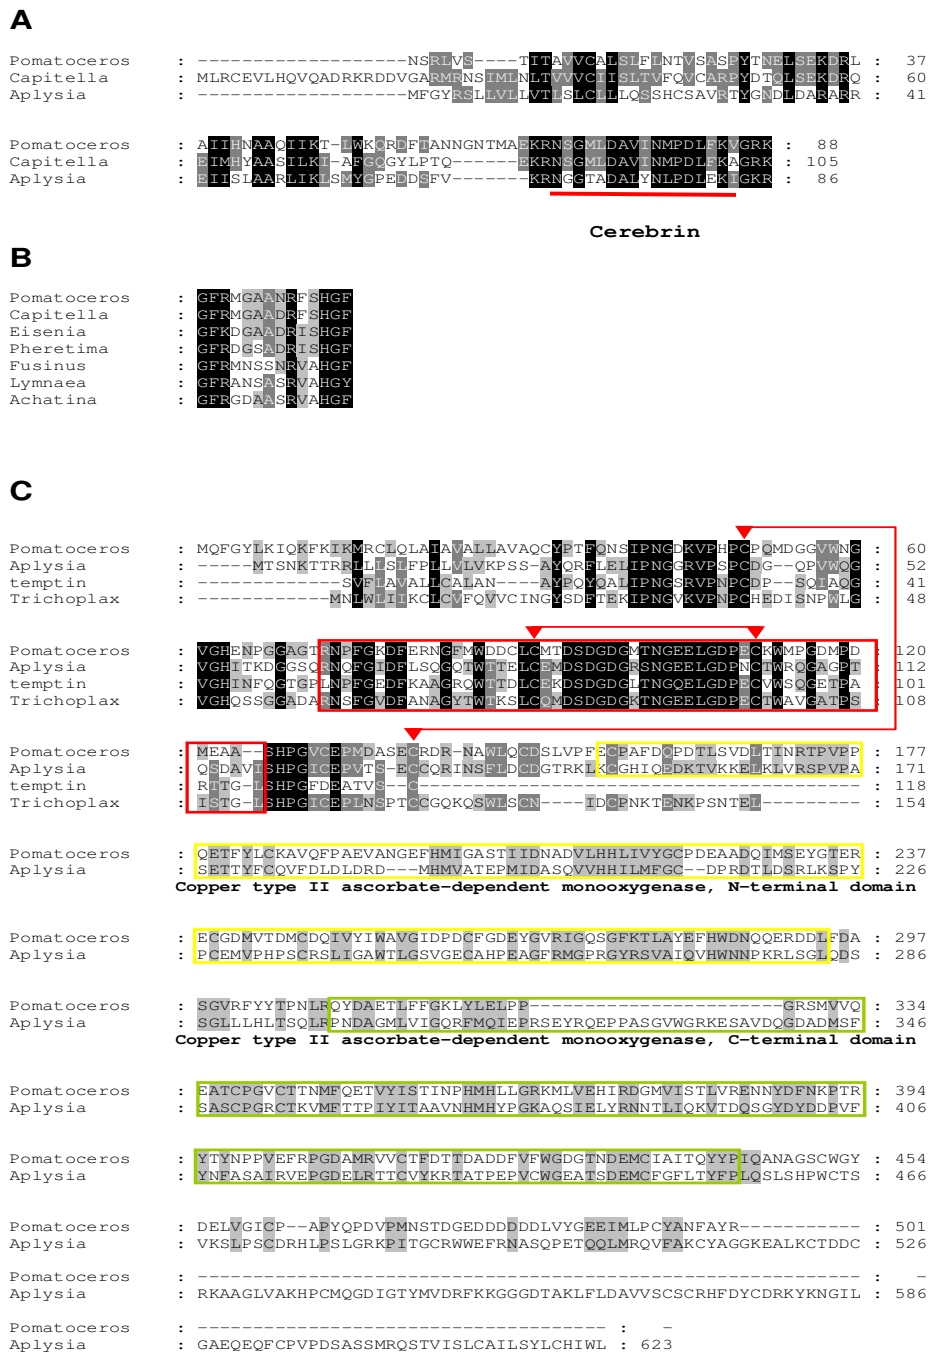 A
Pomatoceros : -------------------NSRLVS----TITAVVCALSLFLNTVSASPYTNELSEKDRL : 37
Capitella : MLRCEVLHQVQADRKRDDVGARMRNSIMLNLTVVVCIISLTVFQVCARPYDTQLSEKDRQ : 60
Aplysia : -------------------MFGYRSLLVLLVTLSLCLLLQSSHCSAVRTYGNDLDARARR : 41
Pomatoceros : AIIHNAAQIIKT-LWKQRDFTANNGNTMAEKRNSGMLDAVINMPDLFKVGRK : 88
Capitella : EIMHYAASILKI-AFGQGYLPTQ------EKRNSGMLDAVINMPDLFKAGRK : 105
Aplysia : EIISLAARLIKLSMYGPEDDSFV------KRNGGTADALYNLPDLEKIGKR : 86
Cerebrin
B
Pomatoceros : GFRMGAANRFSHGF
Capitella : GFRMGAADRFSHGF
Eisenia : GFKDGAADRISHGF
Pheretima : GFRDGSADRISHGF
Fusinus : GFRMNSSNRVAHGF
Lymnaea : GFRANSASRVAHGY
Achatina : GFRGDAASRVAHGF
C
Pomatoceros : MQFGYLKIQKFKIKMRCLQLAIAVALLAVAQCYPTFQNSIPNGDKVPHPCPQMDGGVWNG : 60
Aplysia : -----MTSNKTTRRLLLSLFPLLVLVKPSS-AYQRFLELIPNGGRVPSPCDG--QPVWQG : 52
temptin : -------------SVFLAVALLCALAN----AYPQYQALIPNGSRVPNPCDP--SQIAQG : 41
Trichoplax : ------------MNLWLIIKCLCVFQVVCINGYSDFTEKIPNGVKVPNPCHEDISNPWLG : 48
Pomatoceros : VGHENPGGAGTRNPFGKDFERNGFMWDDCLCMTDSDGDGMTNGEELGDPECKWMPGDMPD : 120
Aplysia : VGHITKDGGSQRNQFGIDFLSQGQTWTTELCEMDSDGDGRSNGEELGDPNCTWRQGAGPT : 112
temptin : VGHINFQGTGPLNPFGEDFKAAGRQWTTDLCEKDSDGDGLTNGQELGDPECVWSQGETPA : 101
Trichoplax : VGHQSSGGADARNSFGVDFANAGYTWTKSLCQMDSDGDGKTNGEELGDPECTWAVGATPS : 108
Pomatoceros : MEAA--SHPGVCEPMDASECRDR-NAWLQCDSLVPFECPAFDQPDTLSVDLTINRTPVPP : 177
Aplysia : QSDAVISHPGICEPVTS-ECCQRINSFLDCDGTRKLKCGHIQEDKTVKKELKLVRSPVPA : 171
temptin : RTTG-LSHPGFDEATVS--C---------------------------------------- : 118
Trichoplax : ISTG-LSHPGICEPLNSPTCCGQKQSWLSCN----IDCPNKTENKPSNTEL--------- : 154
Pomatoceros : QETFYLCKAVQFPAEVANGEFHMIGASTIIDNADVLHHLIVYGCPDEAADQIMSEYGTER : 237
Aplysia : SETTYFCQVFDLDLDRD--MHMVATEPMIDASQVVHHILMFGC--DPRDTLDSRLKSPY : 226
Copper type II ascorbate-dependent monooxygenase, N-terminal domain
Pomatoceros : ECGDMVTDMCDQIVYIWAVGIDPDCFGDEYGVRIGQSGFKTLAYEFHWDNQQERDDLFDA : 297
Aplysia : PCEMVPHPSCRSLIGAWTLGSVGECAHPEAGFRMGPRGYRSVAIQVHWNNPKRLSGLQDS : 286
Pomatoceros : SGVRFYYTPNLRQYDAETLFFGKLYLELPP-----------------------GRSMVVQ : 334
Aplysia : SGLLLHLTSQLRPNDAGMLVIGQRFMQIEPRSEYRQEPPASGVWGRKESAVDQGDADMSF : 346
Copper type II ascorbate-dependent monooxygenase, C-terminal domain
Pomatoceros : EATCPGVCTTNMFQETVYISTINPHMHLLGRKMLVEHIRDGMVISTLVRENNYDFNKPTR : 394
Aplysia : SASCPGRCTKVMFTTPIYITAAVNHMHYPGKAQSIELYRNNTLIQKVTDQSGYDYDDPVF : 406
Pomatoceros : YTYNPPVEFRPGDAMRVVCTFDTTDADDFVFWGDGTNDEMCIAITQYYPIQANAGSCWGY : 454
Aplysia : YNFASAIRVEPGDELRTTCVYKRTATPEPVCWGEATSDEMCFGFLTYFPLQSLSHPWCTS : 466
Pomatoceros : DELVGICP--APYQPDVPMNSTDGEDDDDDDLVYGEEIMLPCYANFAYR----------- : 501
Aplysia : VKSLPSCDRHLPSLGRKPITGCRWWEFRNASQPETQQLMRQVFAKCYAGGKEALKCTDDC : 526
Pomatoceros : ------------------------------------------------------------ : -
Aplysia : RKAAGLVAKHPCMQGDIGTYMVDRFKKGGGDTAKLFLDAVVSCSCRHFDYCDRKYKNGIL : 586
Pomatoceros : ------------------------------------- : -
Aplysia : GAEQEQFCPVPDSASSMRQSTVISLCAILSYLCHIWL : 623